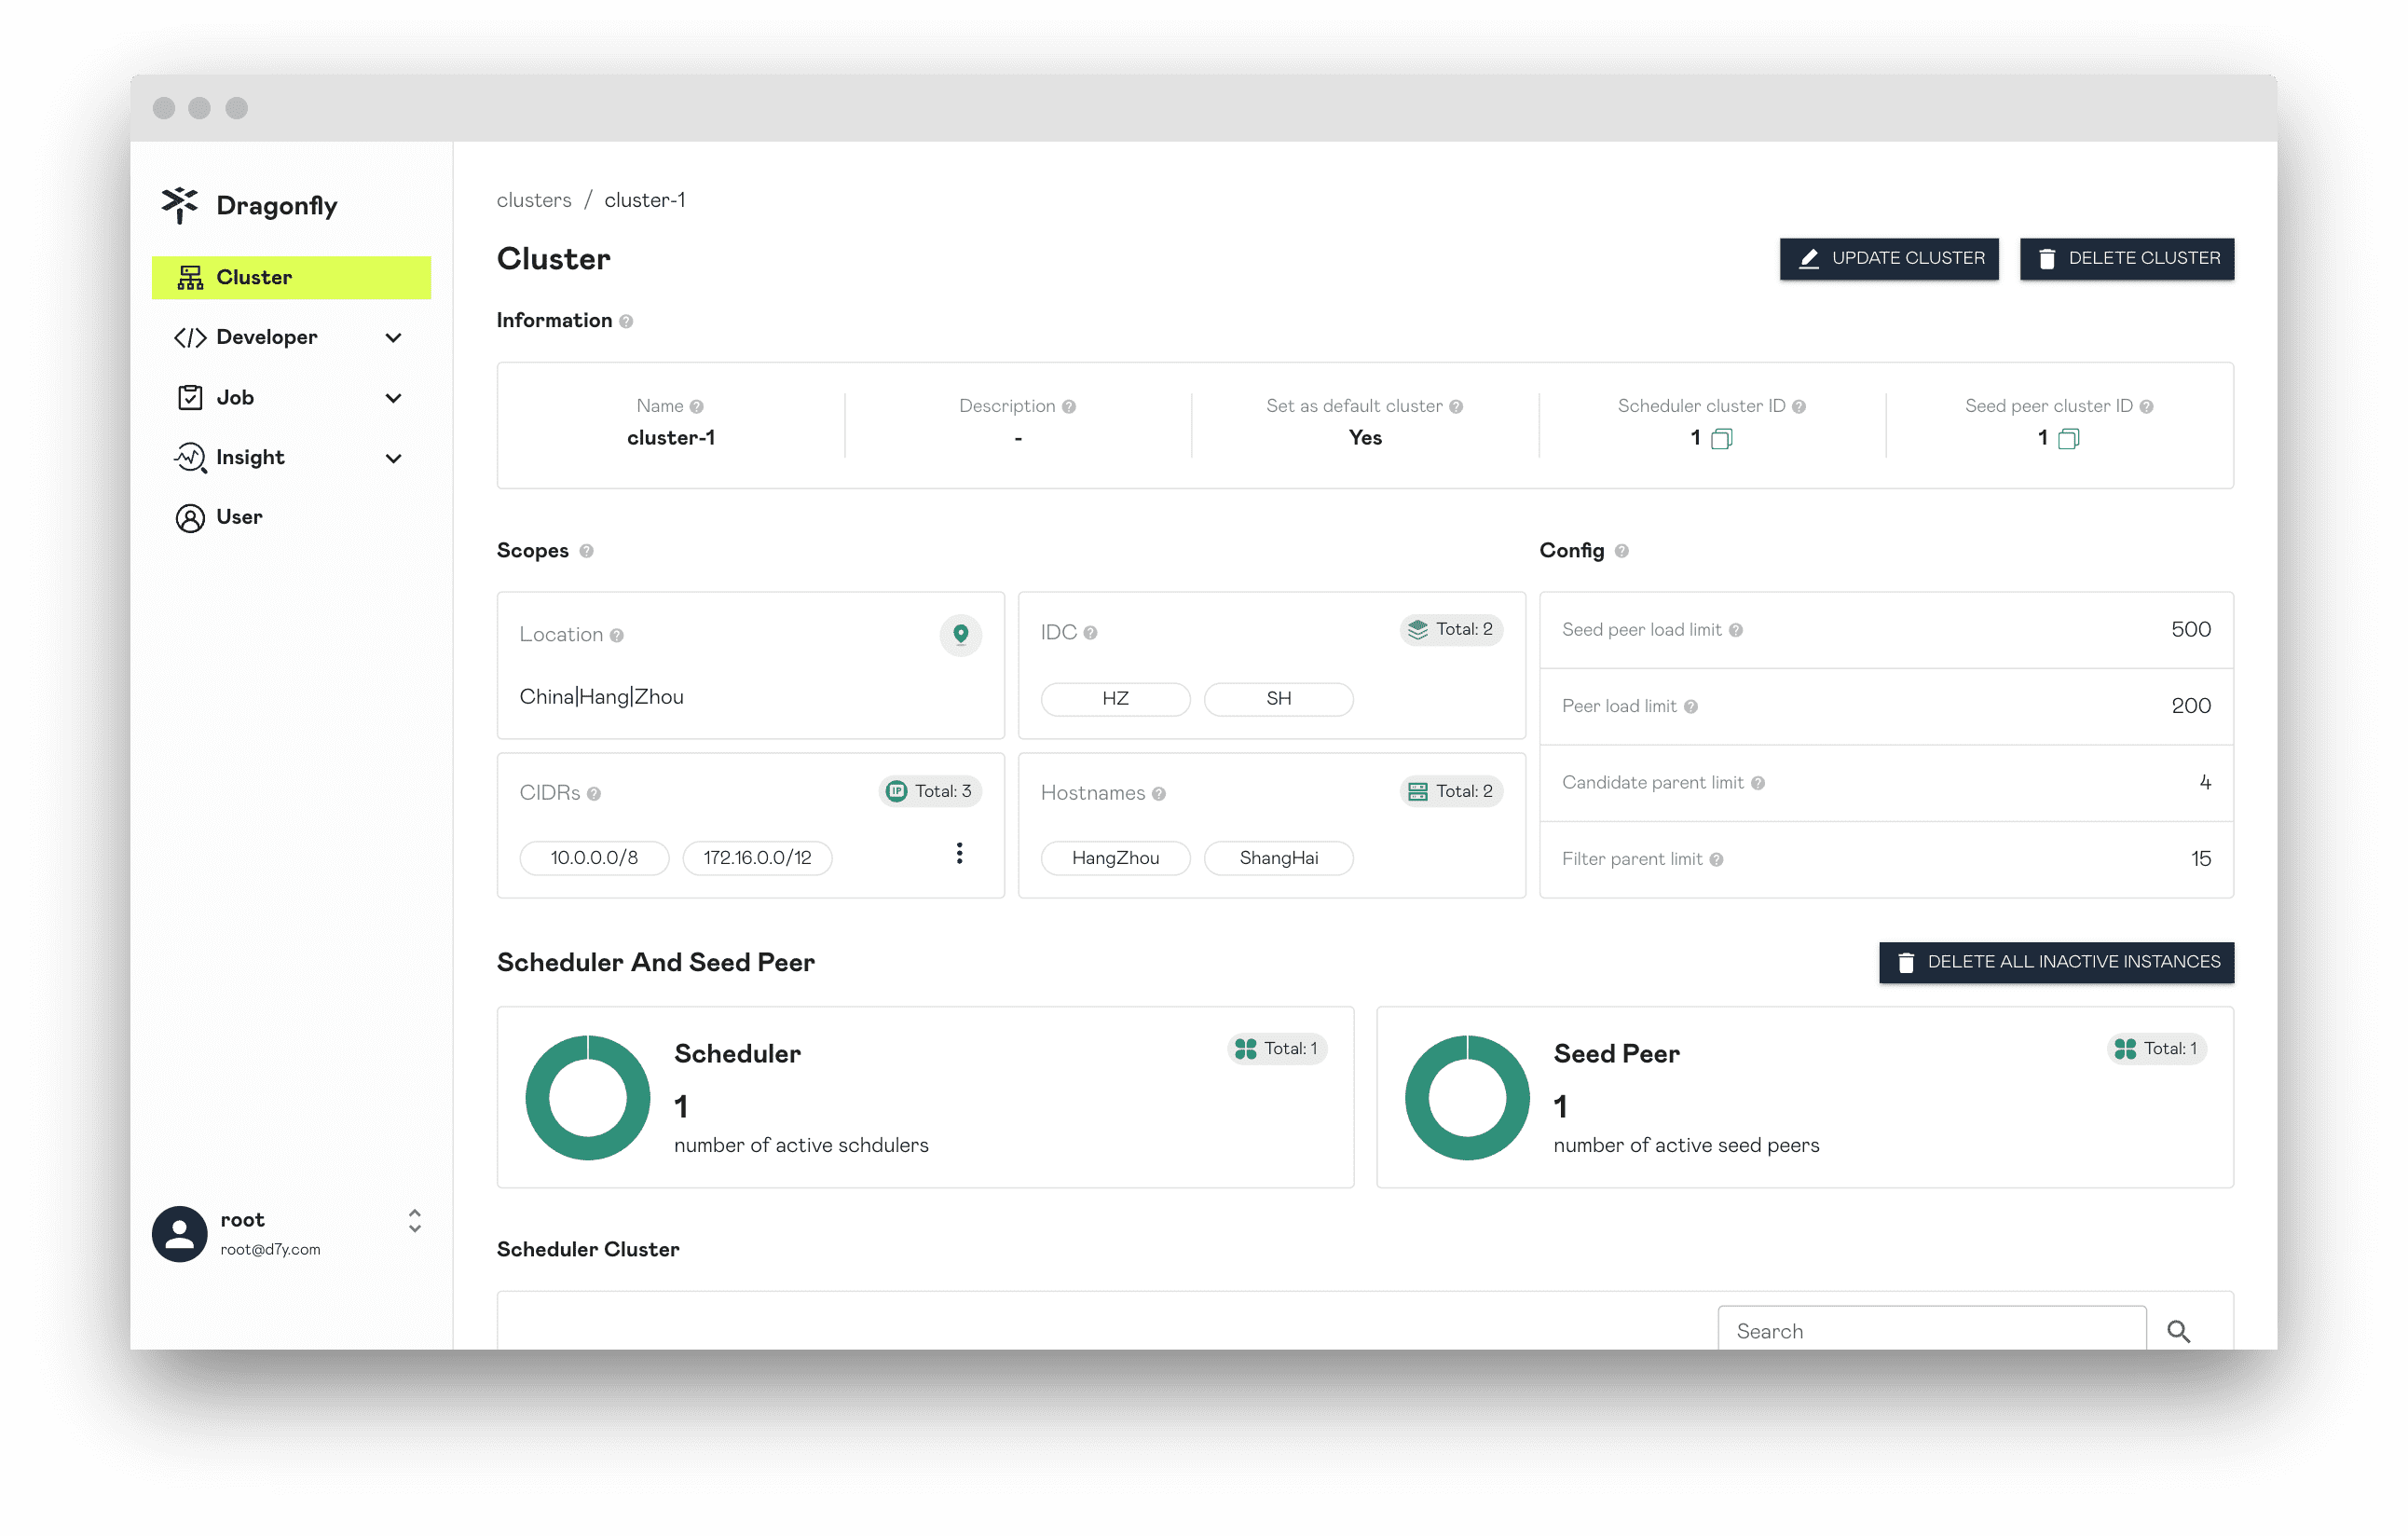 Dragonfly
Cluster
Developer
Job
Insight
User
root
root@d7y.com
clusters / cluster-1
Cluster
UPDATE CLUSTER
DELETE CLUSTER
Information
Name
cluster-1
Description
-
Set as default cluster
Yes
Scheduler cluster ID
1
Seed peer cluster ID
1
Scopes
Location
China|Hang|Zhou
IDC
Total: 2
HZ
SH
CIDRs
IP
Total: 3
10.0.0.0/8
172.16.0.0/12
Hostnames
Total: 2
HangZhou
ShangHai
Config
Seed peer load limit
500
Peer load limit
200
Candidate parent limit
4
Filter parent limit
15
Scheduler And Seed Peer
DELETE ALL INACTIVE INSTANCES
Scheduler
Total: 1
1
number of active schdulers
Seed Peer
Total: 1
1
number of active seed peers
Scheduler Cluster
Search